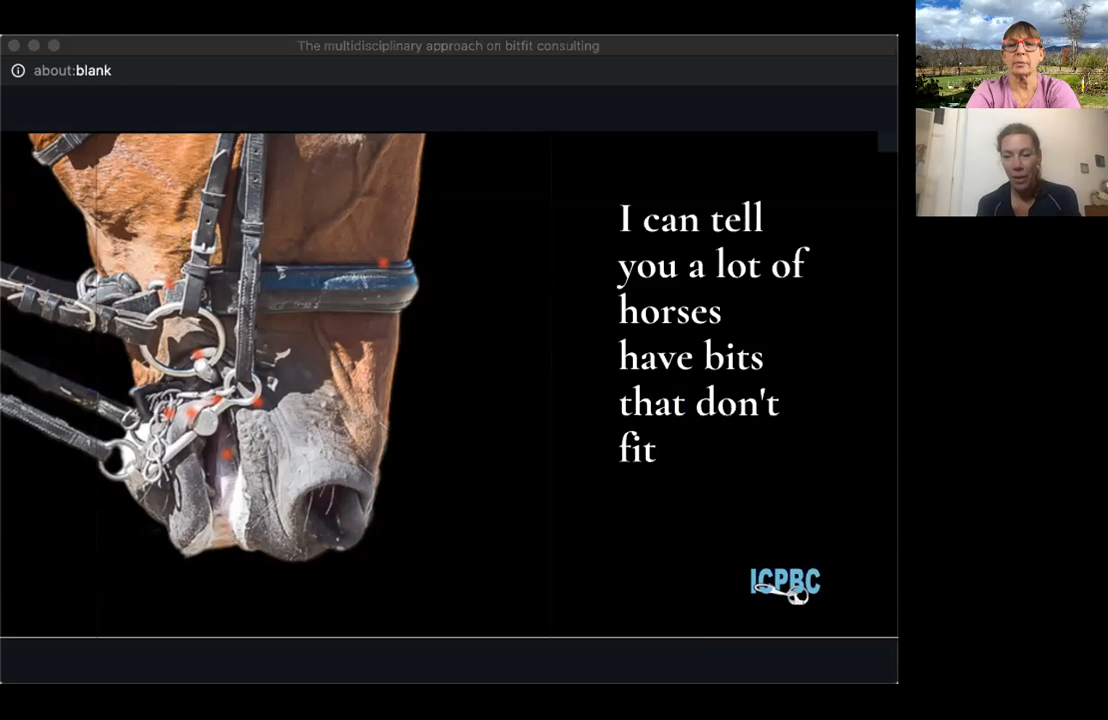 The multidisciplinary approach on bitfit consulting
about:blank
I can tell
you a lot of
horses
have bits
that don't
fit
ICPBC